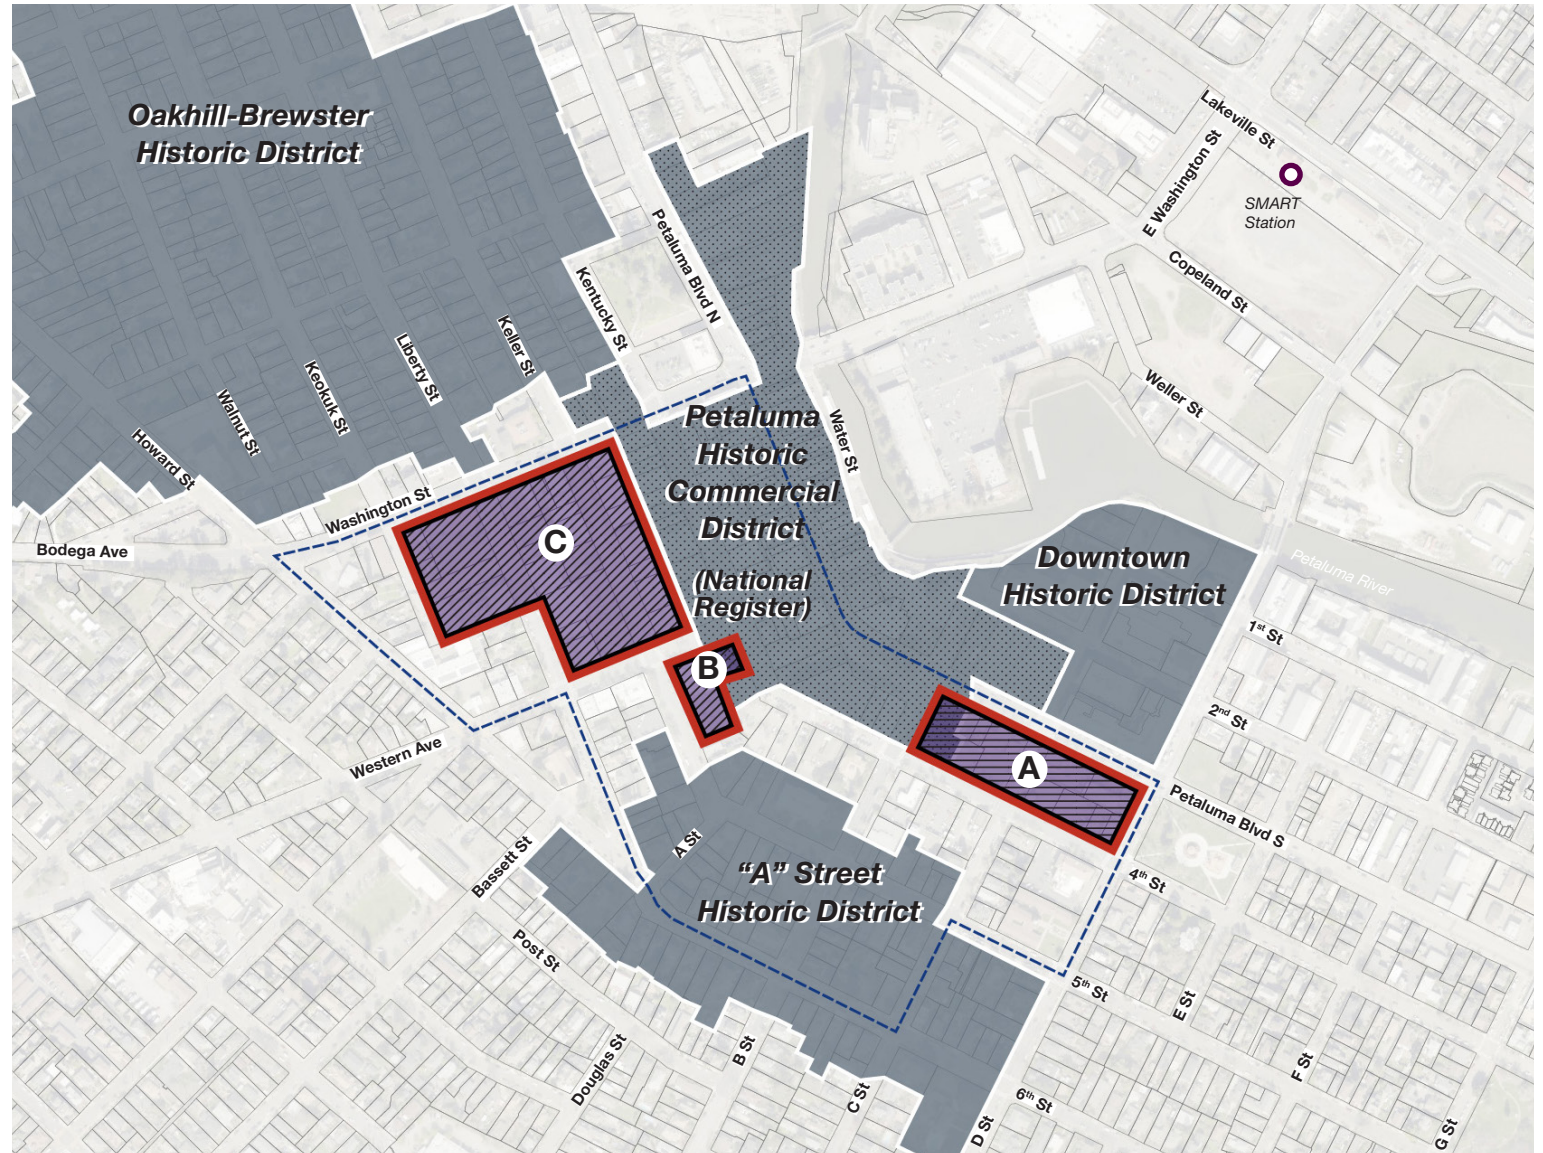 Oakhill-Brewster
Historic District
Lakeville St
E Washington St
SMART
Station
Petaluma Blvd N
Copeland St
Kentucky St
Keller St
Liberty St
Keokuk St
Walnut St
Howard St
Weller St
Water St
Petaluma
Historic
Commercial
District
(National
Register)
Washington St
Bodega Ave
C
Downtown
Historic District
Petaluma River
1st St
B
2nd St
A
Western Ave
Petaluma Blvd S
A St
Bassett St
"A" Street
Historic District
4th St
Post St
5th St
E St
Douglas St
B St
C St
F St
6th St
D St
G St